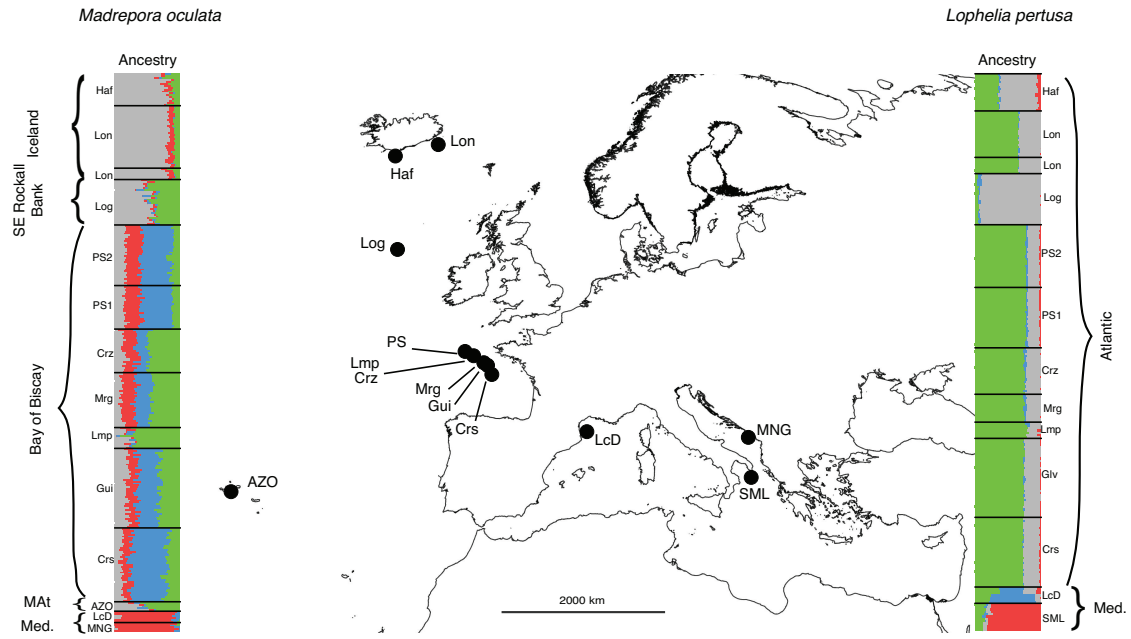 Madrepora oculata
Lophelia pertusa
Ancestry
Haf
Lon
Lon
Log
PS2
PS1
Crz
Mrg
Lmp
Gui
Crs
AZO
LcD
MNG
Iceland
SE Rockall
Bank
Bay of Biscay
MAt
Med.
Lon
Haf
Log
PS
Lmp
Crz
Mrg
Gui
Crs
AZO
LcD
MNG
SML
2000 km
Ancestry
Haf
Lon
Lon
Log
PS2
PS1
Crz
Mrg
Lmp
Glv
Crs
LcD
SML
Atlantic
Med.